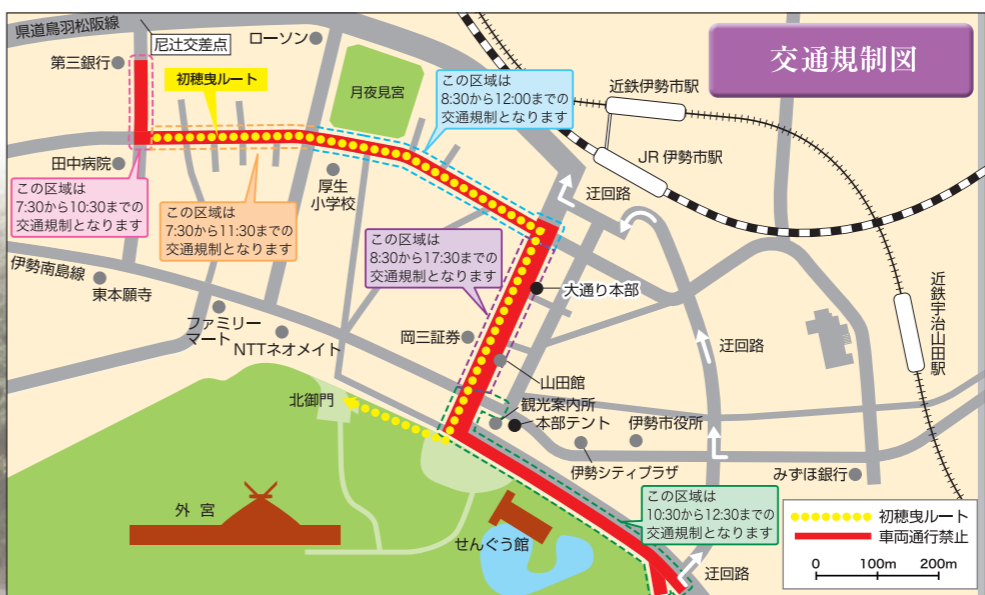 県道鳥羽松阪線
尼辻交差点
ローソン
第三銀行
初穂曳ルート
月夜見宮
この区域は
8:30から12:00までの
交通規制となります
交通規制図
近鉄伊勢市駅
JR伊勢市駅
田中病院
厚生
小学校
迂回路
この区域は
7:30から10:30までの
交通規制となります
この区域は
7:30から11:30までの
交通規制となります
この区域は
8:30から17:30までの
交通規制となります
伊勢南島線
東本願寺
大通り本部
ファミリー
マート
NTTネオメイト
岡三証券
迂回路
近鉄宇治山田駅
山田館
北御門
観光案内所
本部テント
伊勢市役所
伊勢シティプラザ
みずほ銀行
この区域は
10:30から12:30までの
交通規制となります
外宮
せんぐう館
迂回路
初穂曳ルート
車両通行禁止
0 100m 200m